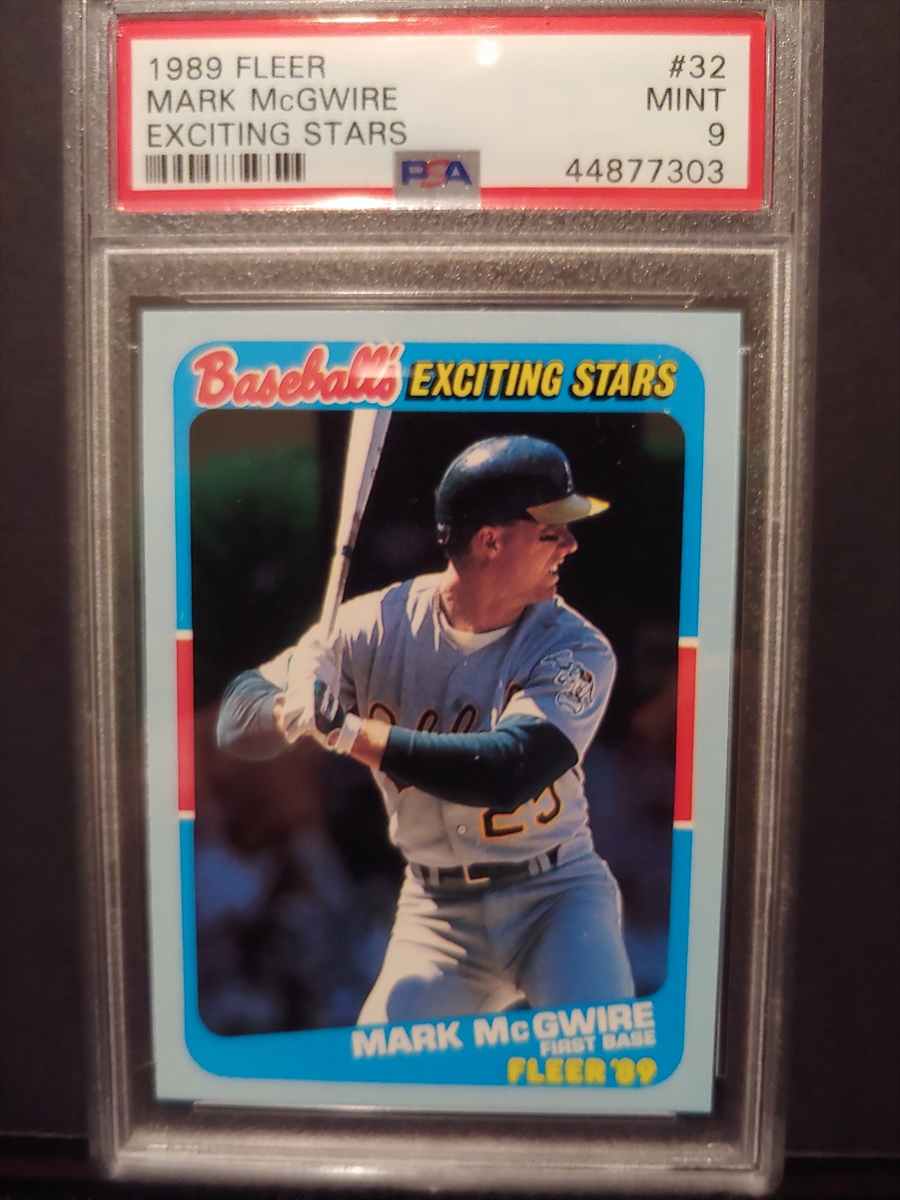 1989 FLEER #32
MARK McGWIRE MINT
EXCITING STARS 9
PSA 44877303
Baseball's EXCITING STARS
25
MARK McGWIRE
FIRST BASE
FLEER '89